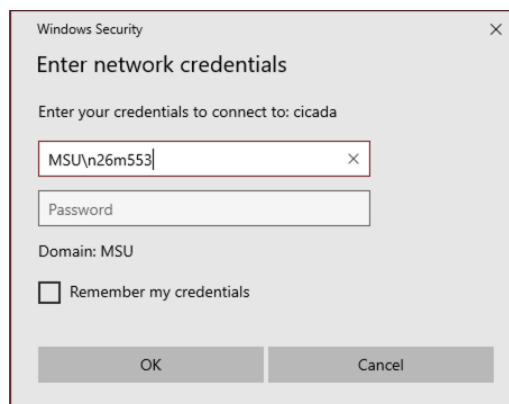 Windows Security
Enter network credentials
Enter your credentials to connect to: cicada
MSU\n26m553
Password
Domain: MSU
Remember my credentials
OK
Cancel